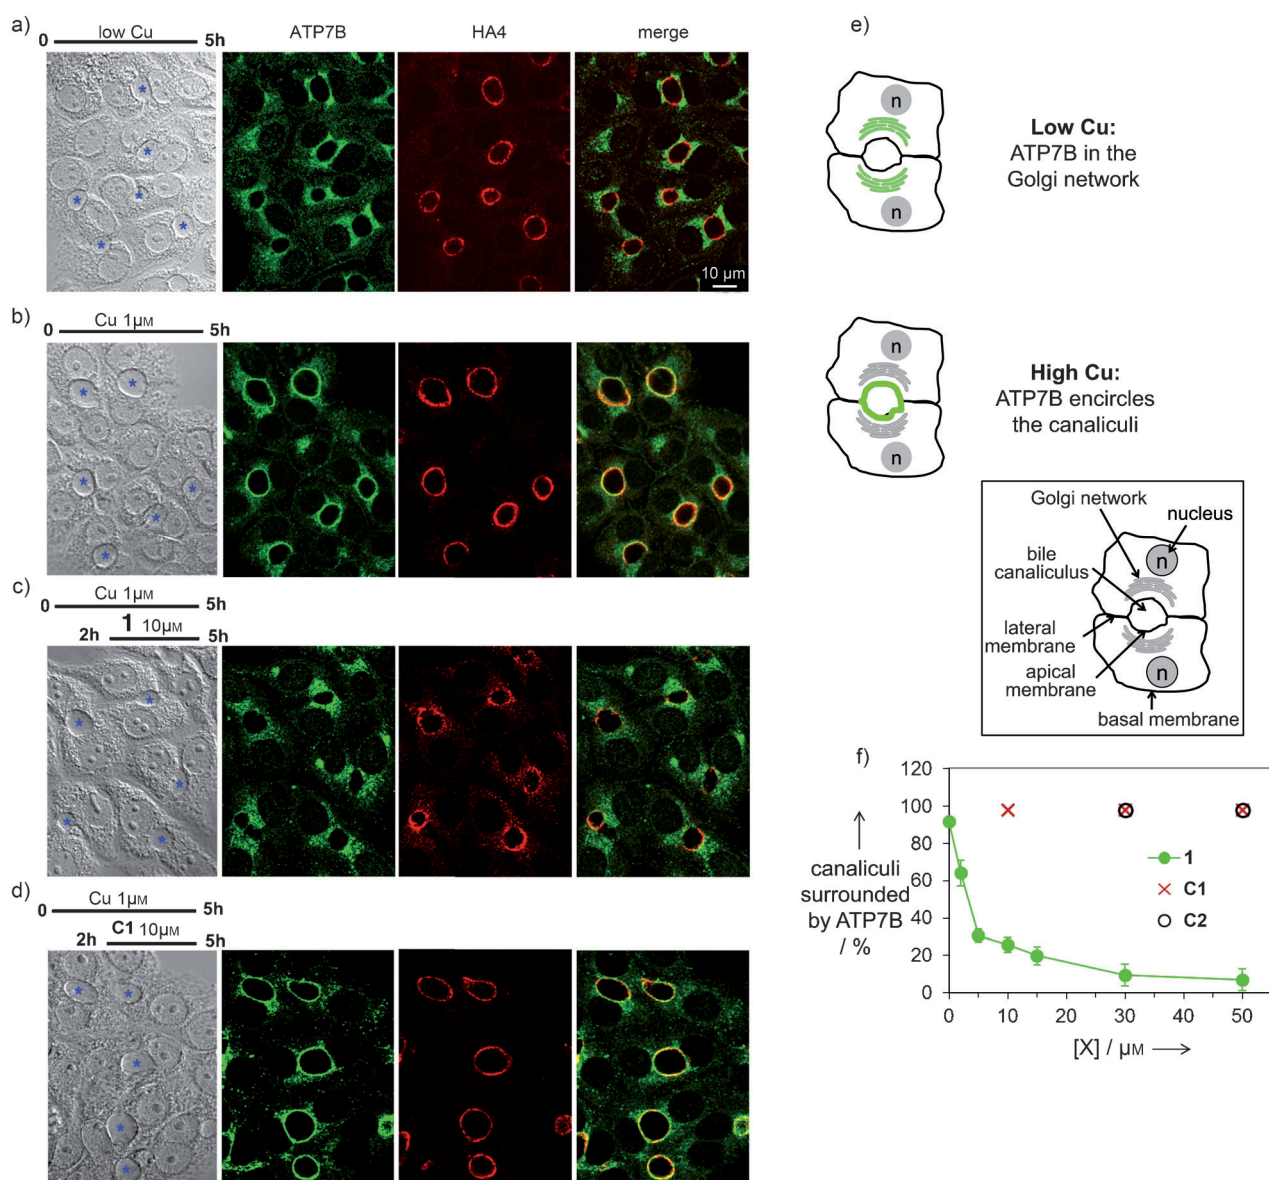 a)
0 low Cu 5h
ATP7B
HA4
merge
* * * * * *
10 µm
b)
0 Cu 1µM 5h
* * * * * *
c)
0 Cu 1µM 5h
2h 1 10µM 5h
* * * * *
d)
0 Cu 1µM 5h
2h C1 10µM 5h
* * * * *
e)
n
n
Low Cu:
ATP7B in the
Golgi network
n
n
High Cu:
ATP7B encircles
the canaliculi
Golgi network
nucleus
n
bile
canaliculus
lateral
membrane
apical
membrane
n
basal membrane
f)
120
100
80
60
40
20
0
canaliculi
surrounded
by ATP7B
/ %
1
C1
C2
0 10 20 30 40 50
[X] / µM